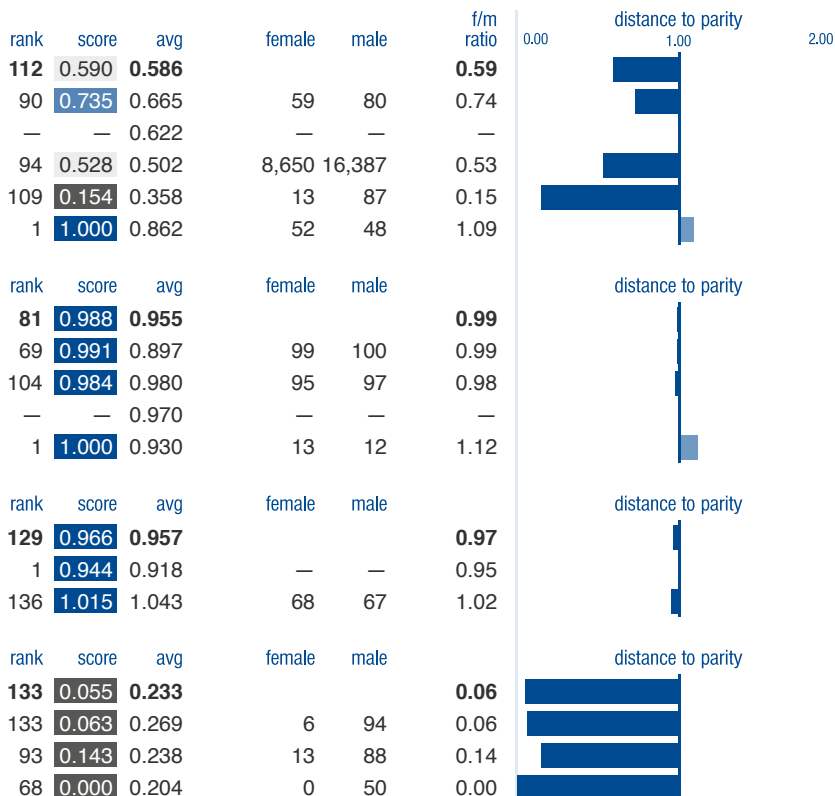 f/m distance to parity
rank score avg female male ratio 0.00 1.00 2.00
112 0.590 0.586 0.59
90 0.735 0.665 59 80 0.74
— — 0.622 — — —
94 0.528 0.502 8,650 16,387 0.53
109 0.154 0.358 13 87 0.15
1 1.000 0.862 52 48 1.09
rank score avg female male distance to parity
81 0.988 0.955 0.99
69 0.991 0.897 99 100 0.99
104 0.984 0.980 95 97 0.98
— — 0.970 — — —
1 1.000 0.930 13 12 1.12
rank score avg female male distance to parity
129 0.966 0.957 0.97
1 0.944 0.918 — — 0.95
136 1.015 1.043 68 67 1.02
rank score avg female male distance to parity
133 0.055 0.233 0.06
133 0.063 0.269 6 94 0.06
93 0.143 0.238 13 88 0.14
68 0.000 0.204 0 50 0.00